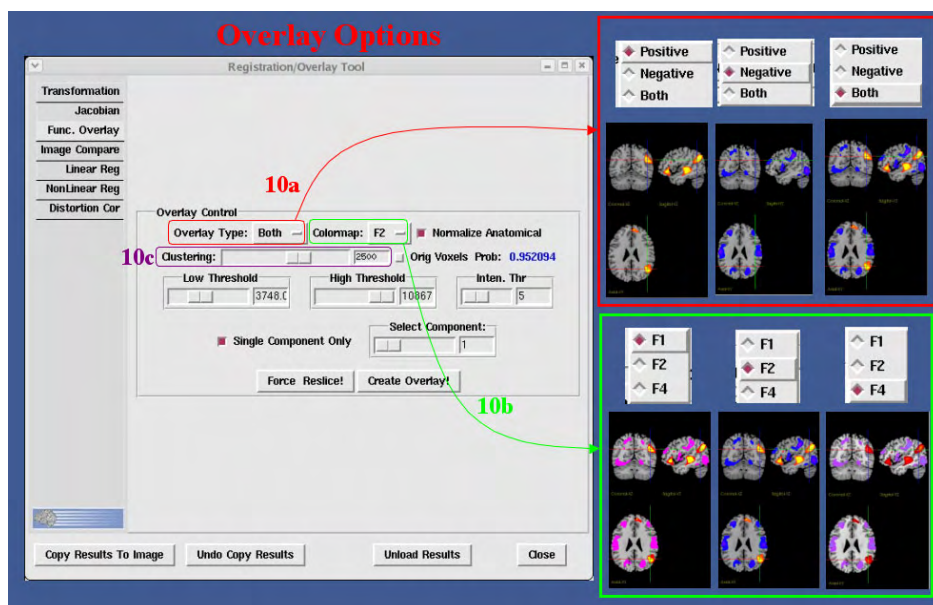 Overlay Options
Registration/Overlay Tool
Transformation
Jacobian
Func. Overlay
Image Compare
Linear Reg
NonLinear Reg
Distortion Cor
10a
Overlay Control
Overlay Type: Both
Colormap: F2
Normalize Anatomical
10c
Clustering:
2500
Orig Voxels
Prob: 0.952094
Low Threshold
High Threshold
Inten. Thr
3748.0
10867
5
Single Component Only
Select Component:
1
Force Reslice!
Create Overlay!
10b
Copy Results To Image
Undo Copy Results
Unload Results
Close
Positive
Negative
Both
Positive
Negative
Both
Positive
Negative
Both
F1
F2
F4
F1
F2
F4
F1
F2
F4